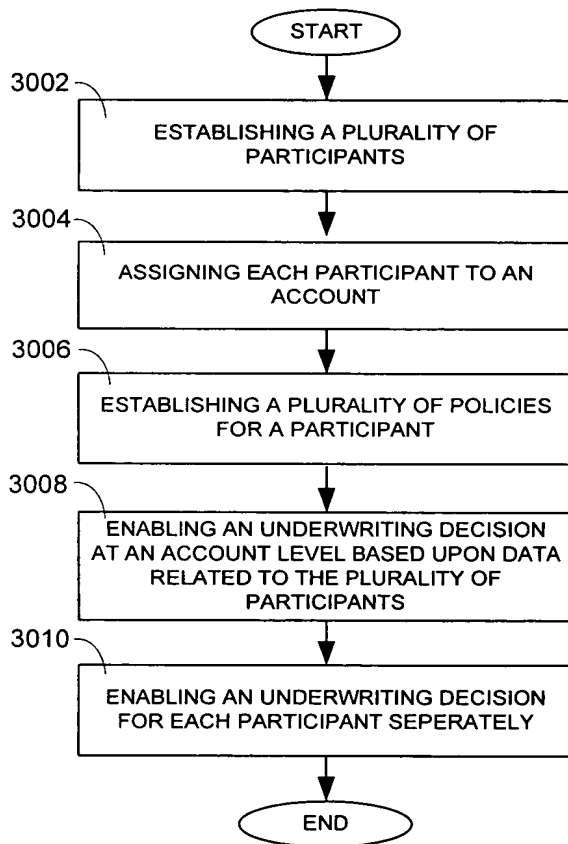 START
3002
ESTABLISHING A PLURALITY OF
PARTICIPANTS
3004
ASSIGNING EACH PARTICIPANT TO AN
ACCOUNT
3006
ESTABLISHING A PLURALITY OF POLICIES
FOR A PARTICIPANT
3008
ENABLING AN UNDERWRITING DECISION
AT AN ACCOUNT LEVEL BASED UPON DATA
RELATED TO THE PLURALITY OF
PARTICIPANTS
3010
ENABLING AN UNDERWRITING DECISION
FOR EACH PARTICIPANT SEPERATELY
END